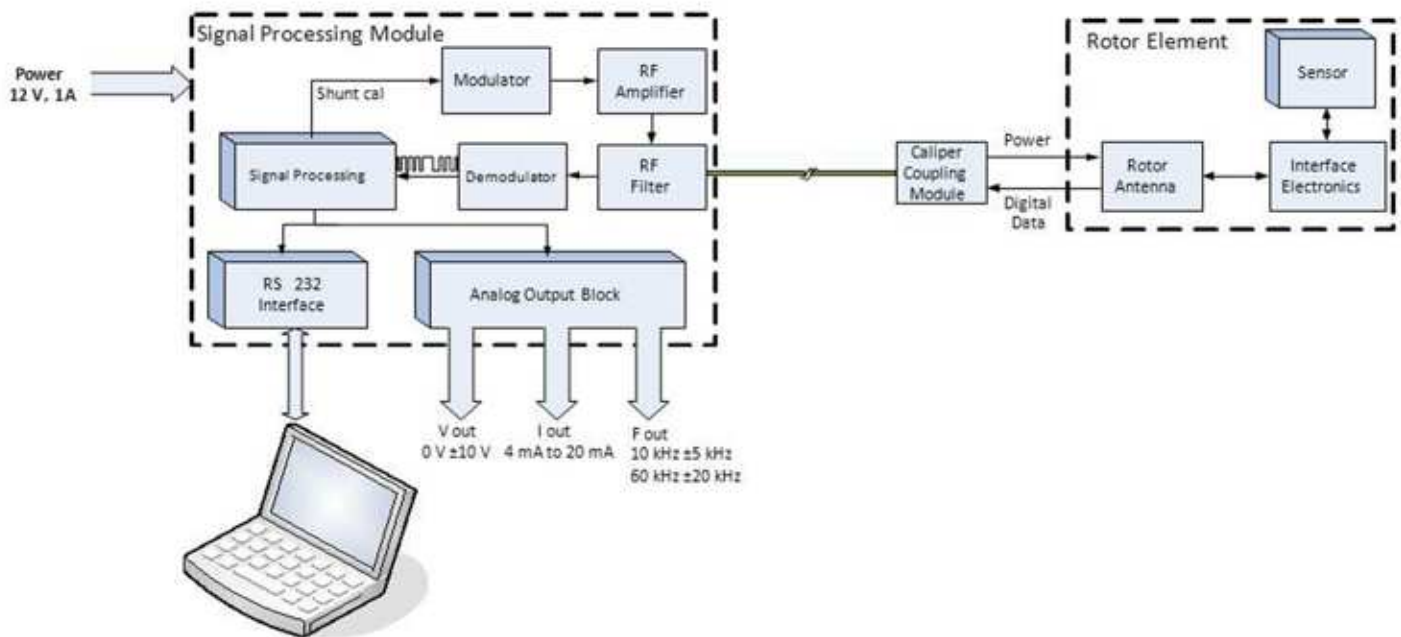 Signal Processing Module
Rotor Element
Power
12 V, 1A
Modulator
RF
Amplifier
Sensor
Shunt cal
Signal Processing
Demodulator
RF
Filter
Caliper
Coupling
Module
Power
Digital
Data
Rotor
Antenna
Interface
Electronics
RS 232
Interface
Analog Output Block
V out
0 V ±10 V
I out
4 mA to 20 mA
F out
10 kHz ±5 kHz
60 kHz ±20 kHz